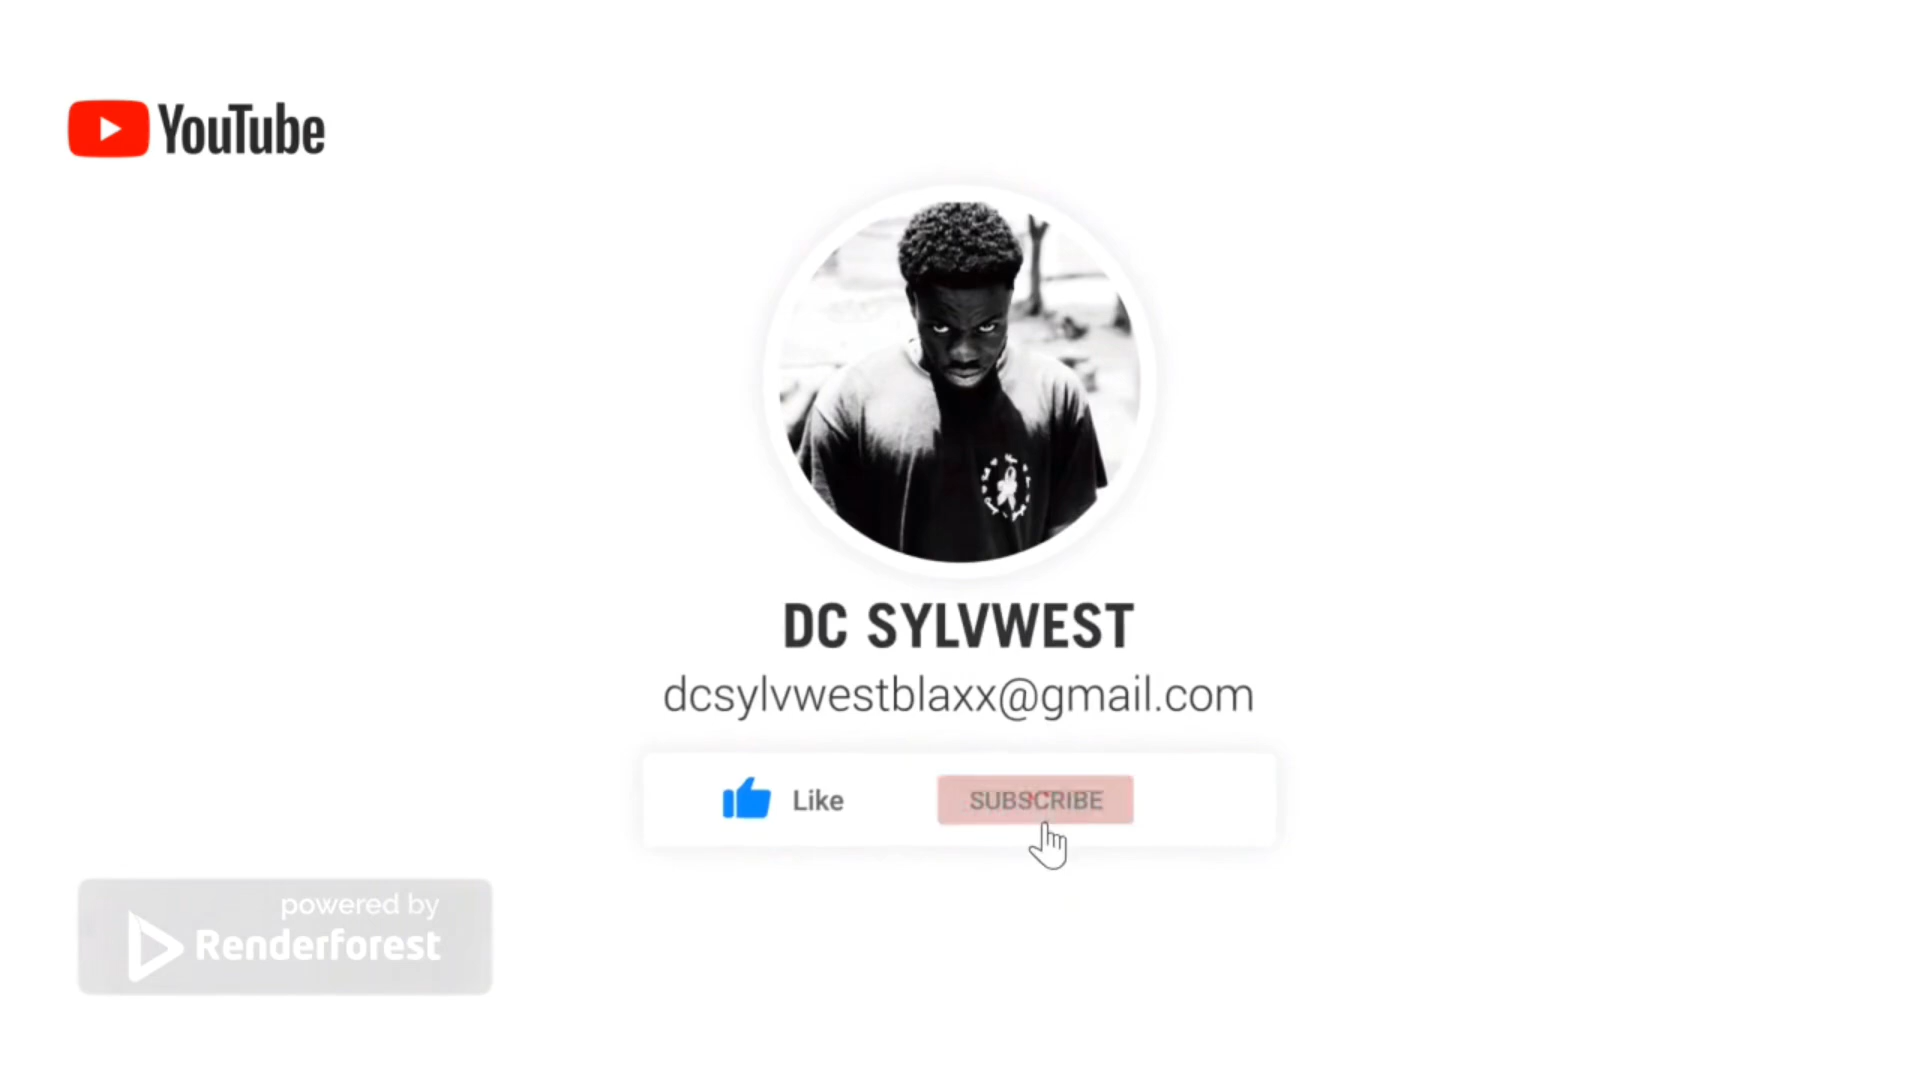 YouTube
DC SYLVWEST
dcsylvwestblaxx@gmail.com
Like
SUBSCRIBE
powered by
Renderforest